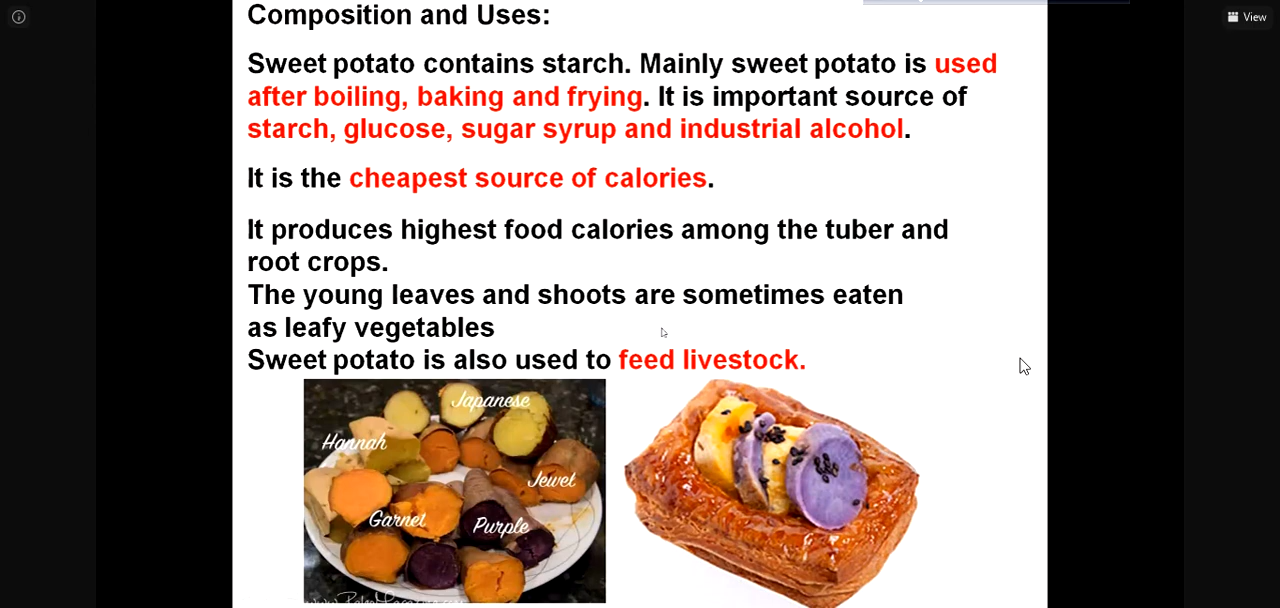 View
Composition and Uses:
Sweet potato contains starch. Mainly sweet potato is used
after boiling, baking and frying. It is important source of
starch, glucose, sugar syrup and industrial alcohol.
It is the cheapest source of calories.
It produces highest food calories among the tuber and
root crops.
The young leaves and shoots are sometimes eaten
as leafy vegetables
Sweet potato is also used to feed livestock.
Japanese
Hannah
Jewel
Garnet
Purple